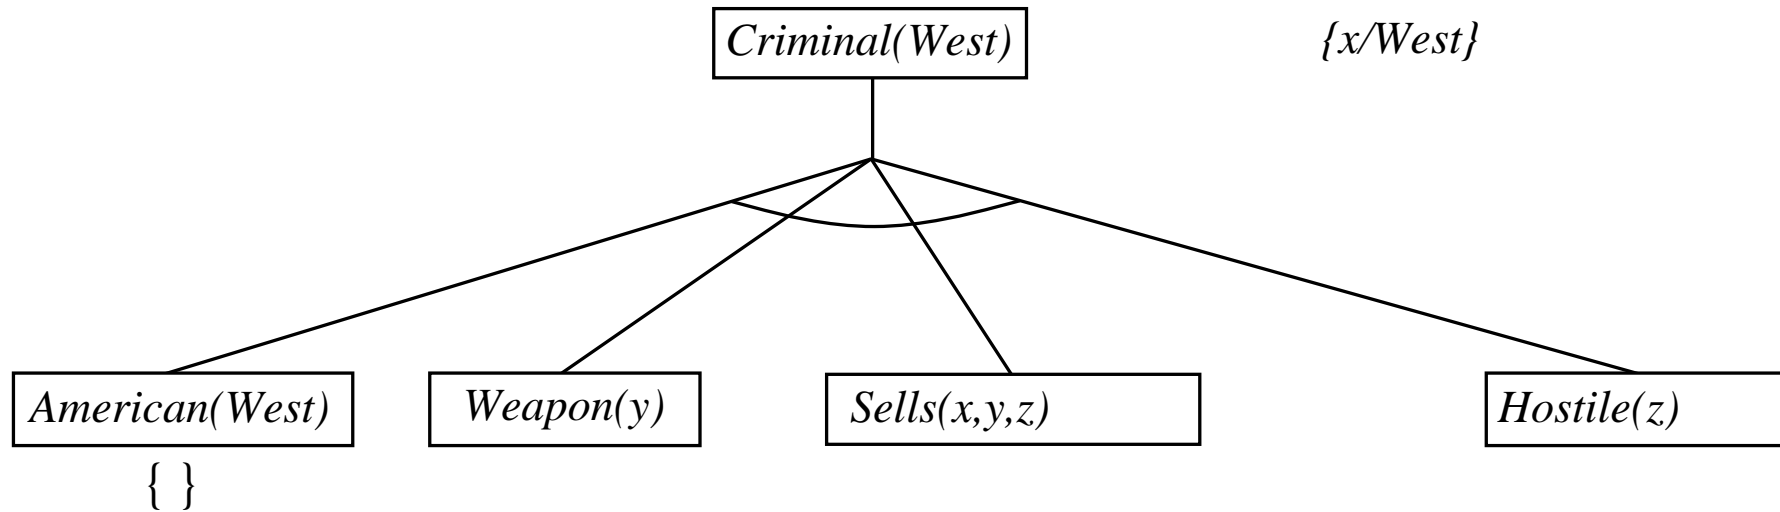 Criminal(West)
{x/West}
American(West)
Weapon(y)
Sells(x,y,z)
Hostile(z)
{ }